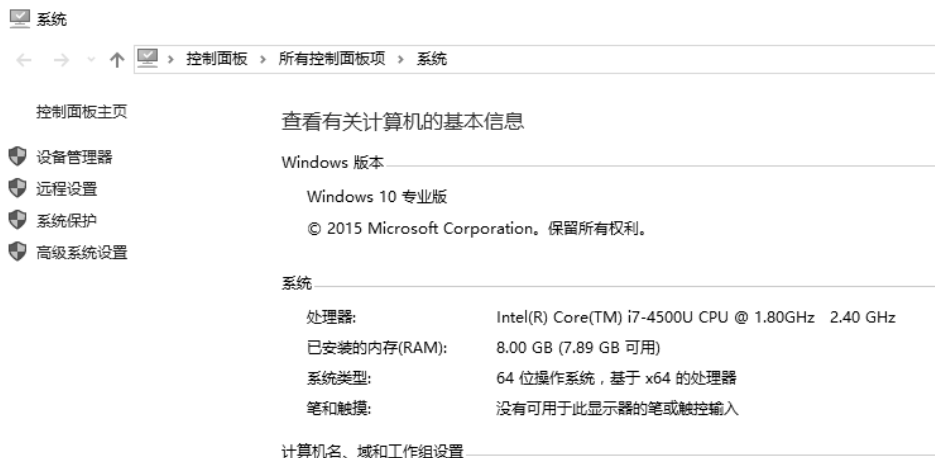 系统
控制面板 › 所有控制面板项 › 系统
控制面板主页
设备管理器
远程设置
系统保护
高级系统设置
查看有关计算机的基本信息
Windows 版本
Windows 10 专业版
© 2015 Microsoft Corporation。保留所有权利。
系统
处理器: Intel(R) Core(TM) i7-4500U CPU @ 1.80GHz 2.40 GHz
已安装的内存(RAM): 8.00 GB (7.89 GB 可用)
系统类型: 64 位操作系统，基于 x64 的处理器
笔和触摸: 没有可用于此显示器的笔或触控输入
计算机名、域和工作组设置